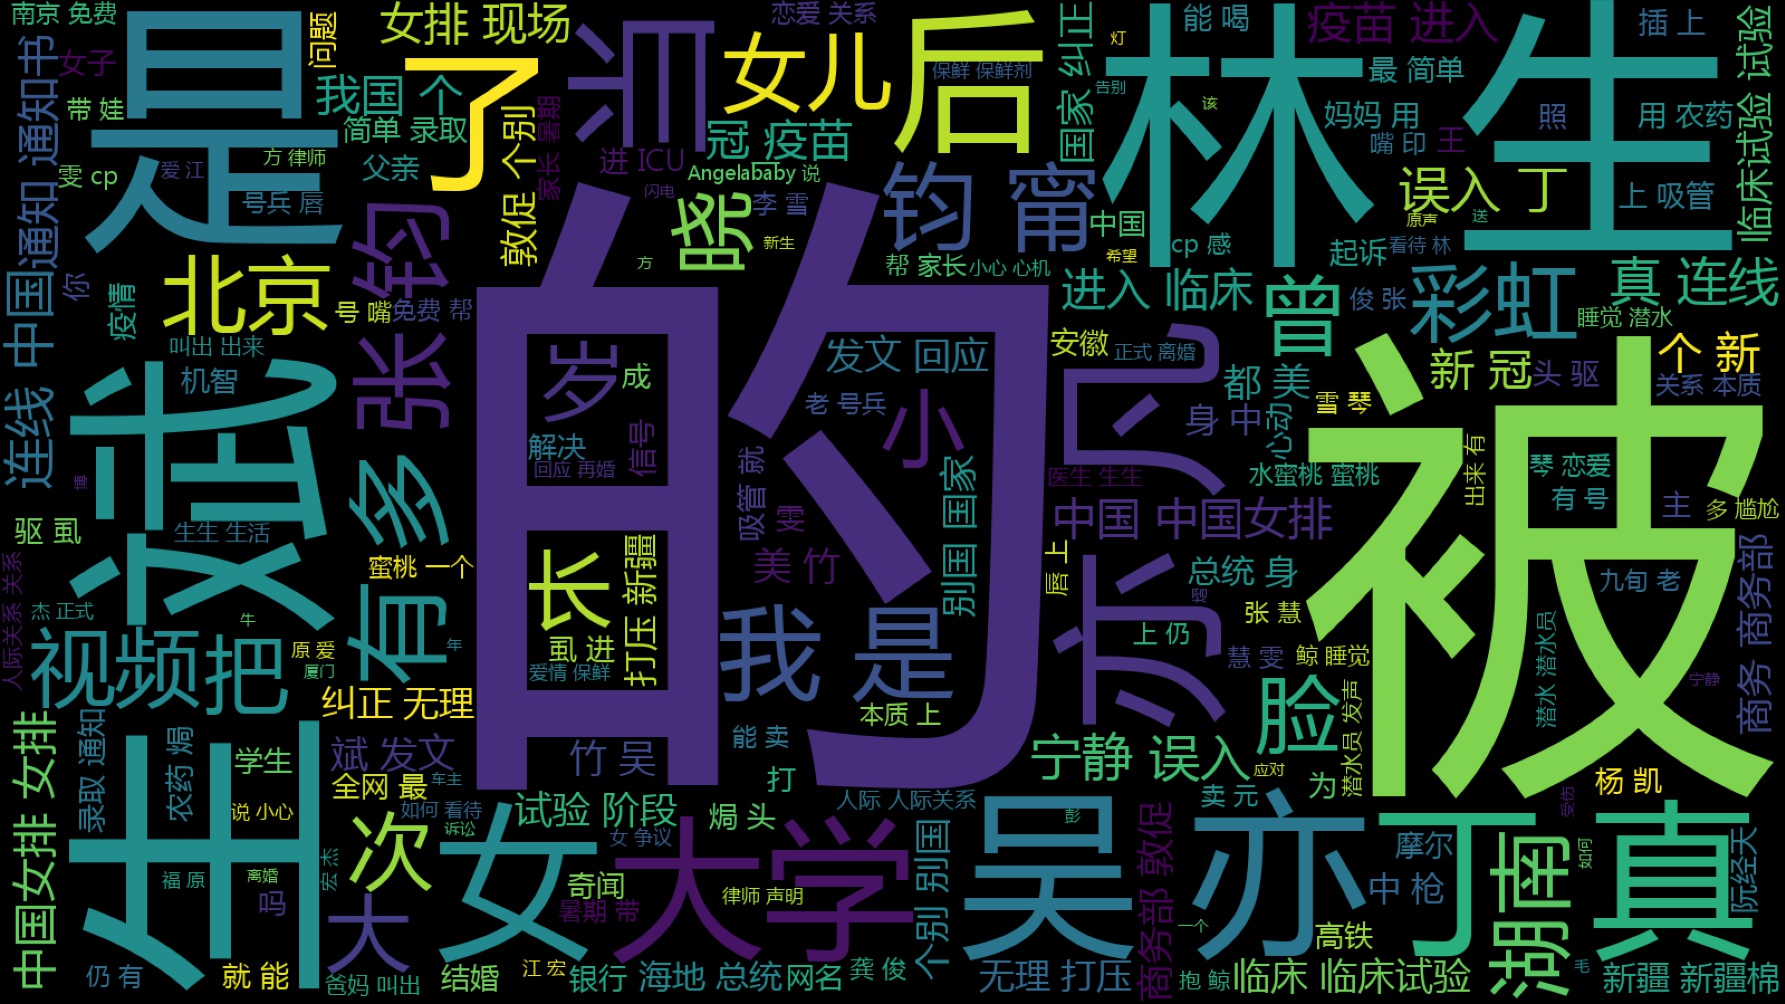 南京 免费
是
问题
女排 现场
恋爱 关系
能 喝
疫苗 进入
插 上
灯
女子
通知 通知书
带 娃
我国 个
了
女儿
后
保鲜 保鲜剂
国家 纠正
告别
该
林
生
最 简单
妈妈 用
照
用 农药
临床试验 试验
嘴 印
王
简单 录取
方 律师
父亲
敦促 个别
家长 暑期
进 ICU
冠 疫苗
Angelababy 说
闪电
李 雪
雯 cp
爱 江
号兵 唇
晓
钧 甯
中国
cp 感
误入 丁
上 吸管
原声
送
起诉
看待 林
希望
新生
方
帮 家长
小心 心机
中国 连线
你
北京
疫情
号 嘴
免费 帮
张 钧
的
进入 临床
曾
俊 张
彩虹
真 连线
睡觉 潜水
叫出 出来
机智
试
岁
成
发文 回应
安徽
正式 离婚
都 美
新 冠
头 驱
个 新
关系 本质
老 号兵
小
身 中
心动
雪 琴
解决
回应 再婚
信号
吸管 就
雯
别国 国家
医生 生生
水蜜桃 蜜桃
出来 有
琴 恋爱
有 号
主
多 尴尬
有 多
博
驱 虱
生生 生活
中国 中国女排
被
人际关系 关系
蜜桃 一个
长
打压 新疆
美 竹
唇 上
总统 身
九旬 老
商务 商务部
杰 正式
牛
张 慧
上 仍
我 是
虱 进
爱情 保鲜
视频 把
原 爱
厦门
年
纠正 无理
慧 雯
鲸 睡觉
潜水 潜水员
宁静
本质 上
亦 凡
脸
潜水员 发声
中国女排 女排
录取 通知
农药 焗
学生
斌 发文
竹 吴
能 卖
打
宁静 误入
应对
为
杨 凯
全网 最
车主
说 小心
如何 看待
诉讼
试验 阶段
女 争议
焗 头
人际 人际关系
彭
卖 元
受伤
生
宏 杰
次
女
大学
吴
亦
丁
真
摩尔
中 枪
湖南
如何
阮经天
福 原
离婚
吗
大
奇闻
暑期 带
律师 声明
个别 别国
商务部 敦促
一个
高铁
仍 有
就 能
爸妈 叫出
结婚
江 宏
银行
海地 总统
网名
龚 俊
无理 打压
抱 鲸
临床 临床试验
毛
新疆 新疆棉